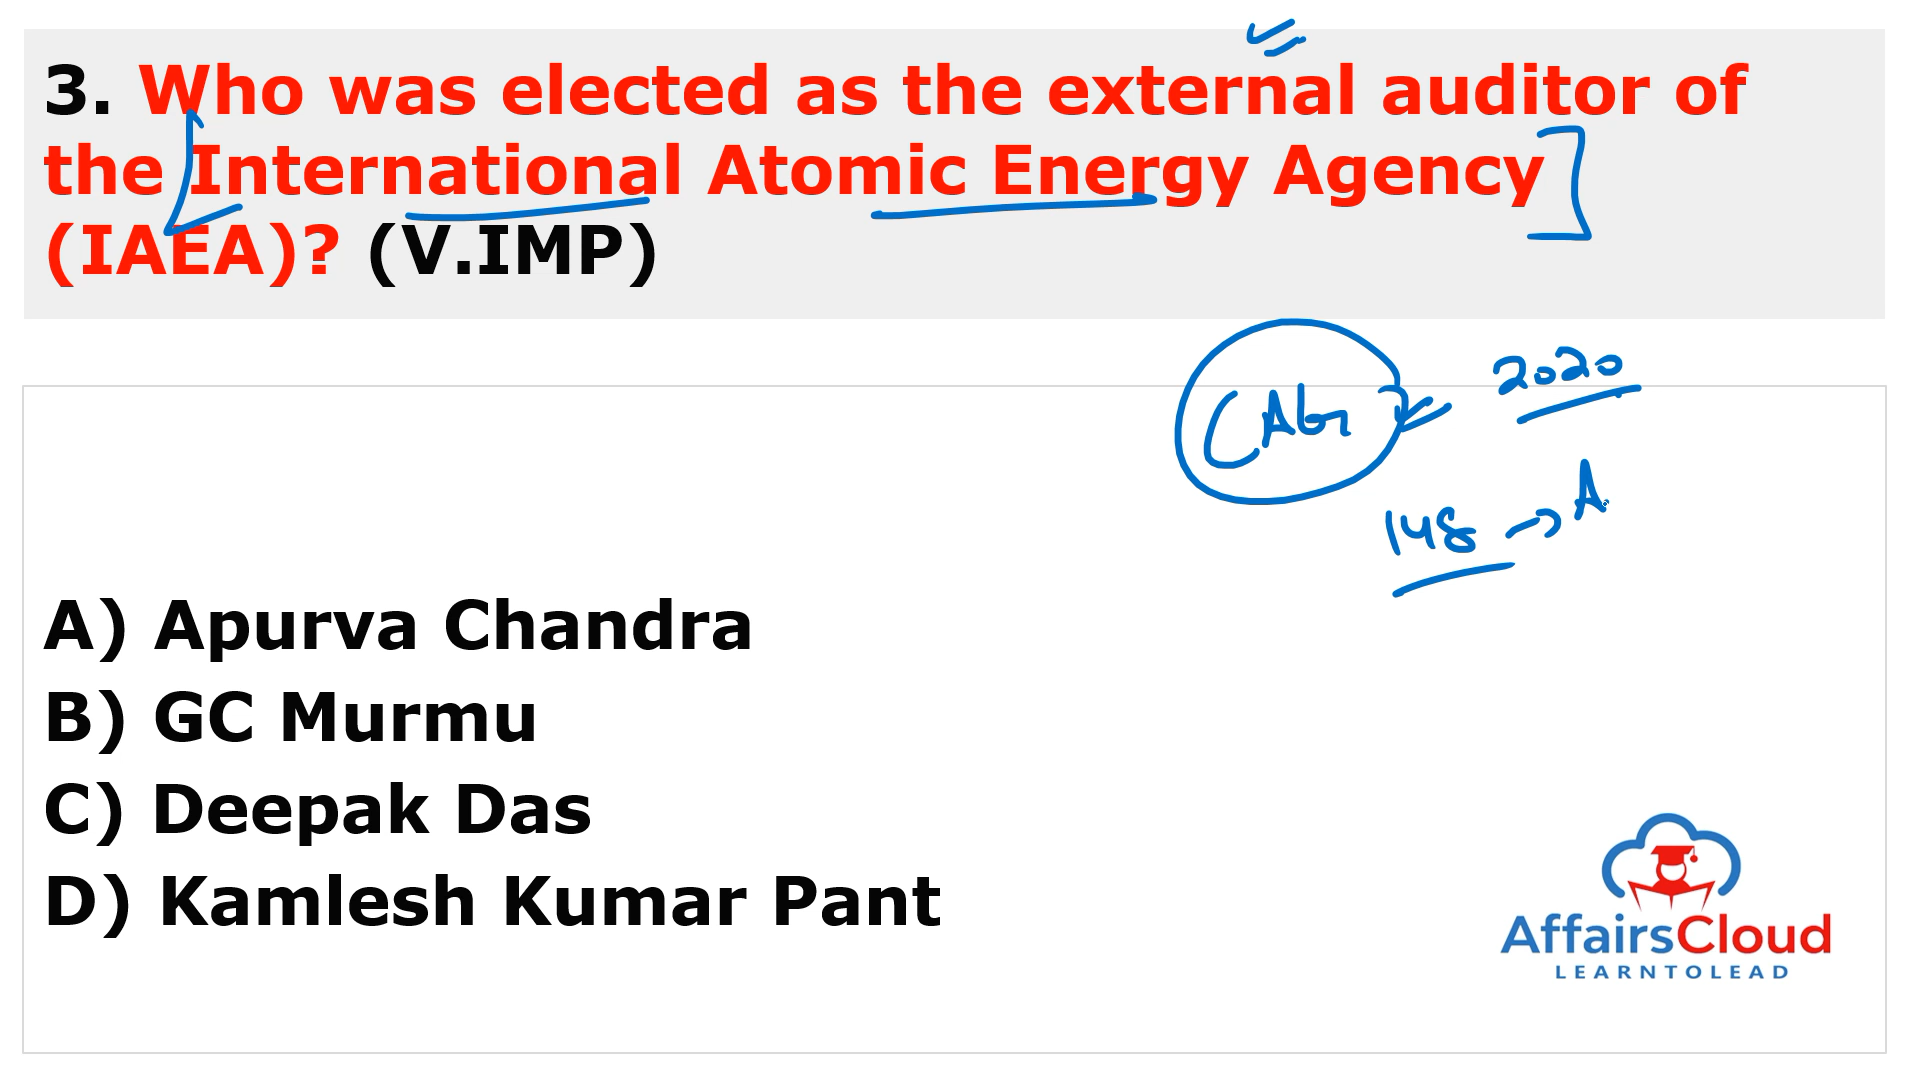 3. Who was elected as the external auditor of
the International Atomic Energy Agency
(IAEA)? (V.IMP)
CAG
2020
148 → A
A) Apurva Chandra
B) GC Murmu
C) Deepak Das
D) Kamlesh Kumar Pant
AffairsCloud
LEARNTOLEAD